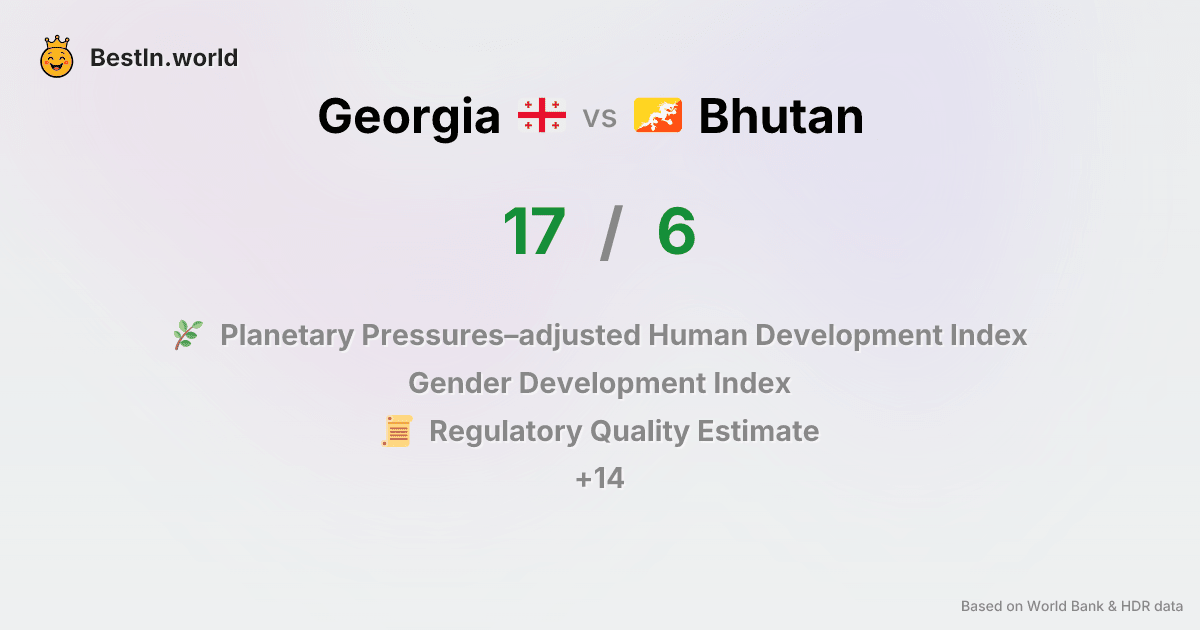 BestIn.world
Georgia vs Bhutan
17 / 6
Planetary Pressures–adjusted Human Development Index
Gender Development Index
Regulatory Quality Estimate
+14
Based on World Bank & HDR data